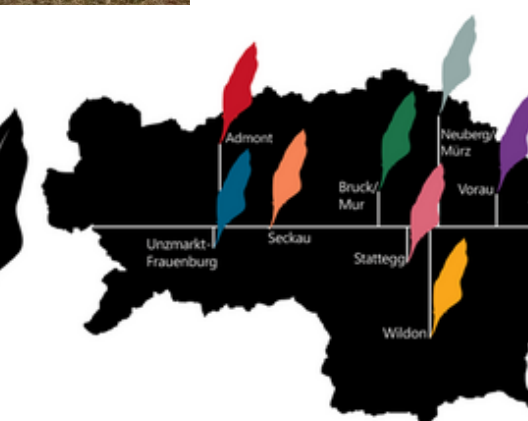 Admont
Neuberg/
Mürz
Bruck/
Mur
Vorau
Unzmarkt-
Frauenburg
Seckau
Stattegg
Wildon